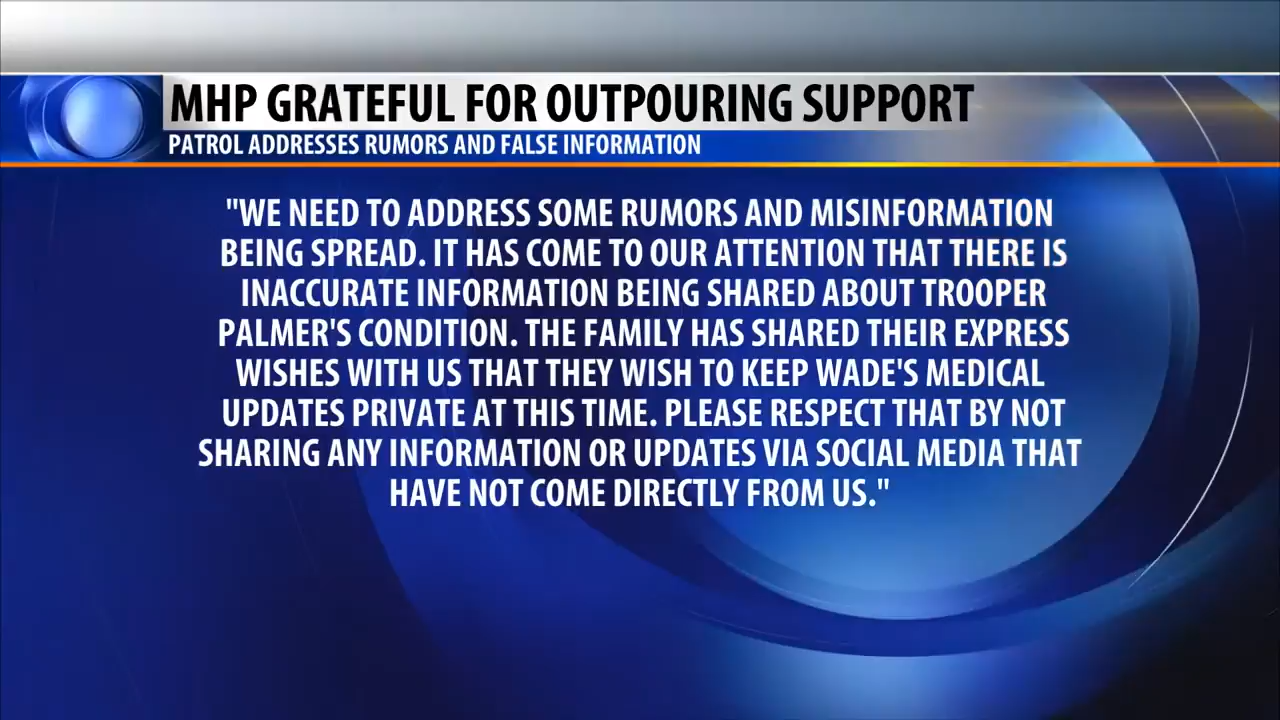 MHP GRATEFUL FOR OUTPOURING SUPPORT
PATROL ADDRESSES RUMORS AND FALSE INFORMATION
"WE NEED TO ADDRESS SOME RUMORS AND MISINFORMATION
BEING SPREAD. IT HAS COME TO OUR ATTENTION THAT THERE IS
INACCURATE INFORMATION BEING SHARED ABOUT TROOPER
PALMER'S CONDITION. THE FAMILY HAS SHARED THEIR EXPRESS
WISHES WITH US THAT THEY WISH TO KEEP WADE'S MEDICAL
UPDATES PRIVATE AT THIS TIME. PLEASE RESPECT THAT BY NOT
SHARING ANY INFORMATION OR UPDATES VIA SOCIAL MEDIA THAT
HAVE NOT COME DIRECTLY FROM US."